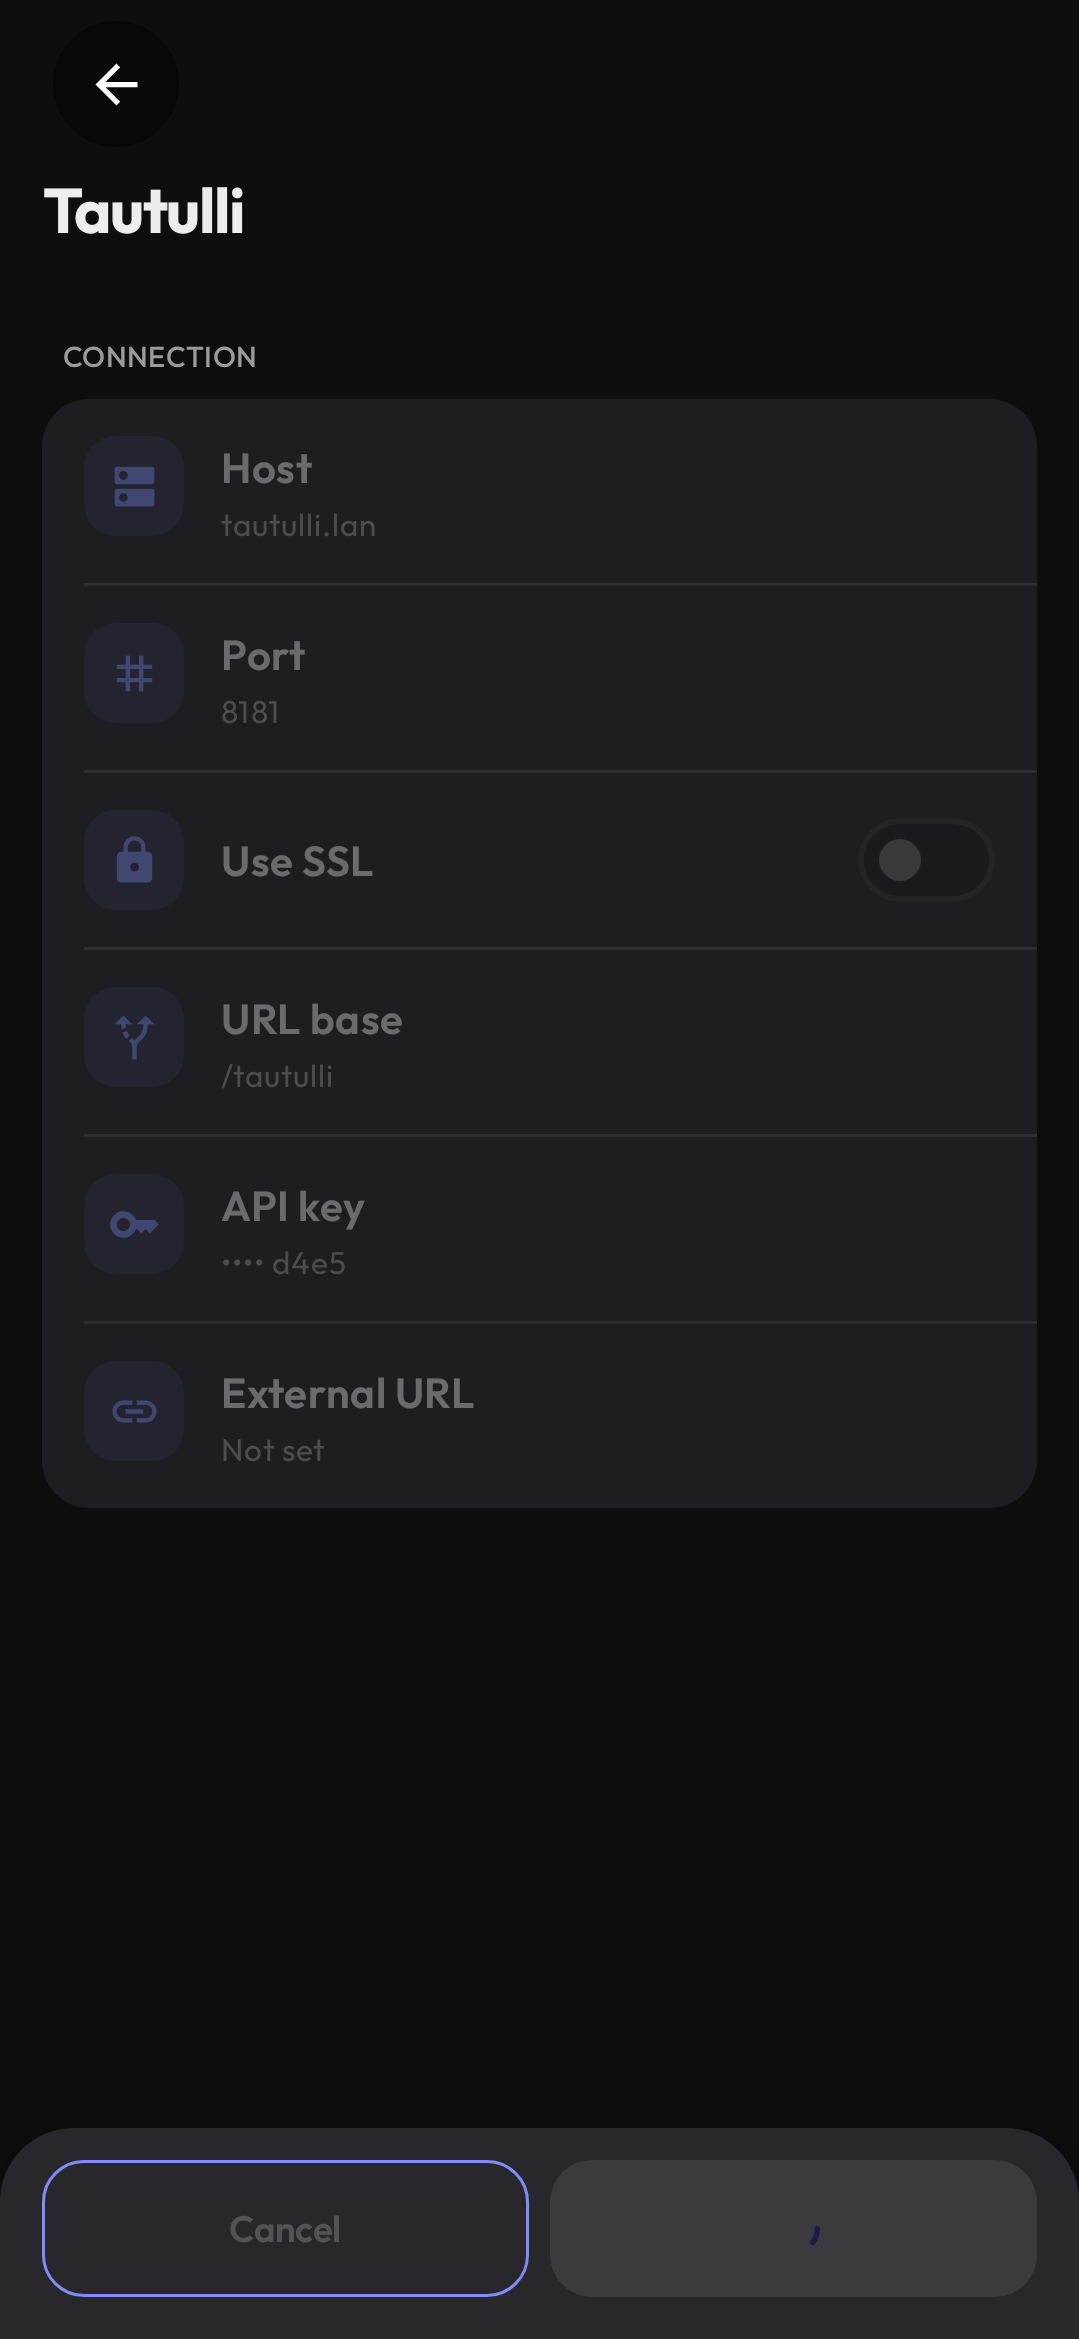 Tautulli
CONNECTION
Host
tautulli.lan
Port
8181
Use SSL
URL base
/tautulli
API key
•••• d4e5
External URL
Not set
Cancel